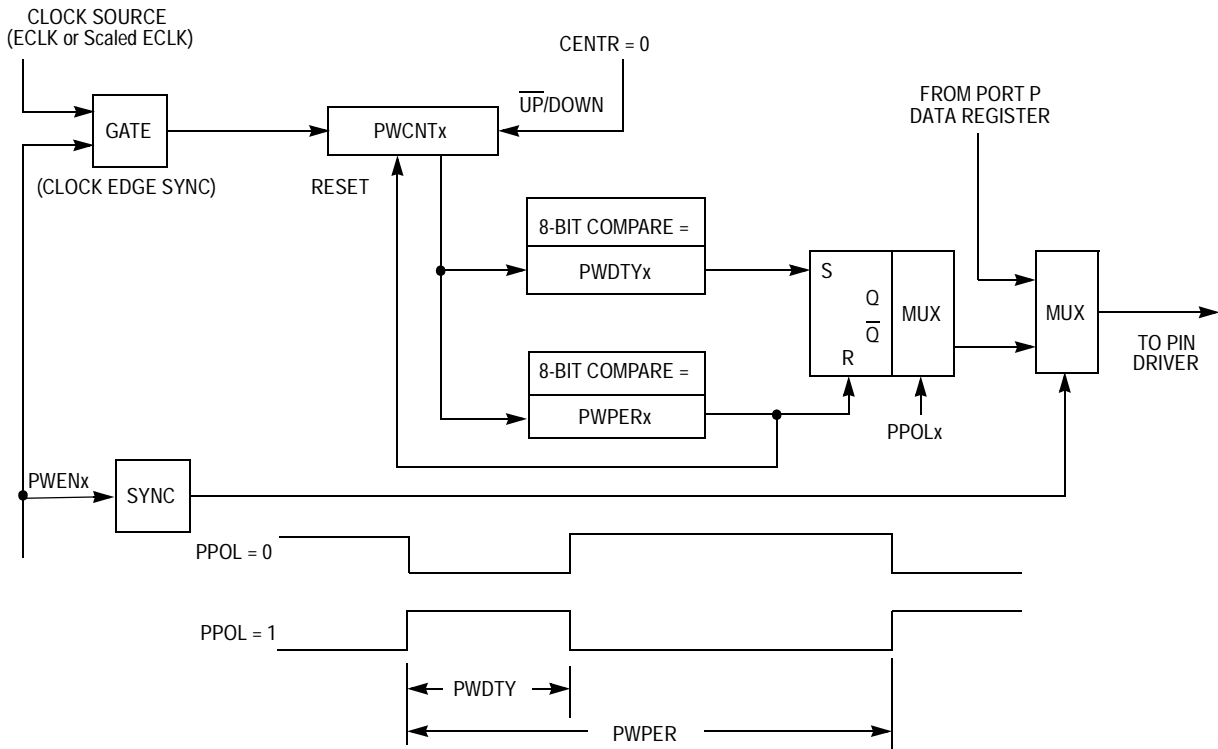 CLOCK SOURCE
(ECLK or Scaled ECLK)
CENTR = 0
U̅P̅/DOWN
FROM PORT P
DATA REGISTER
GATE
PWCNTx
(CLOCK EDGE SYNC)
RESET
8-BIT COMPARE =
PWDTYx
S
Q
Q̅
R
MUX
MUX
TO PIN
DRIVER
8-BIT COMPARE =
PWPERx
PPOLx
PWENx
SYNC
PPOL = 0
PPOL = 1
PWDTY
PWPER